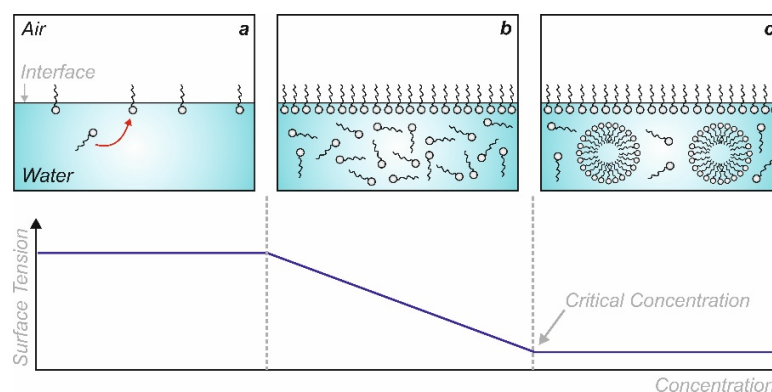 Air
a
b
c
Interface
Water
Surface Tension
Critical Concentration
Concentration